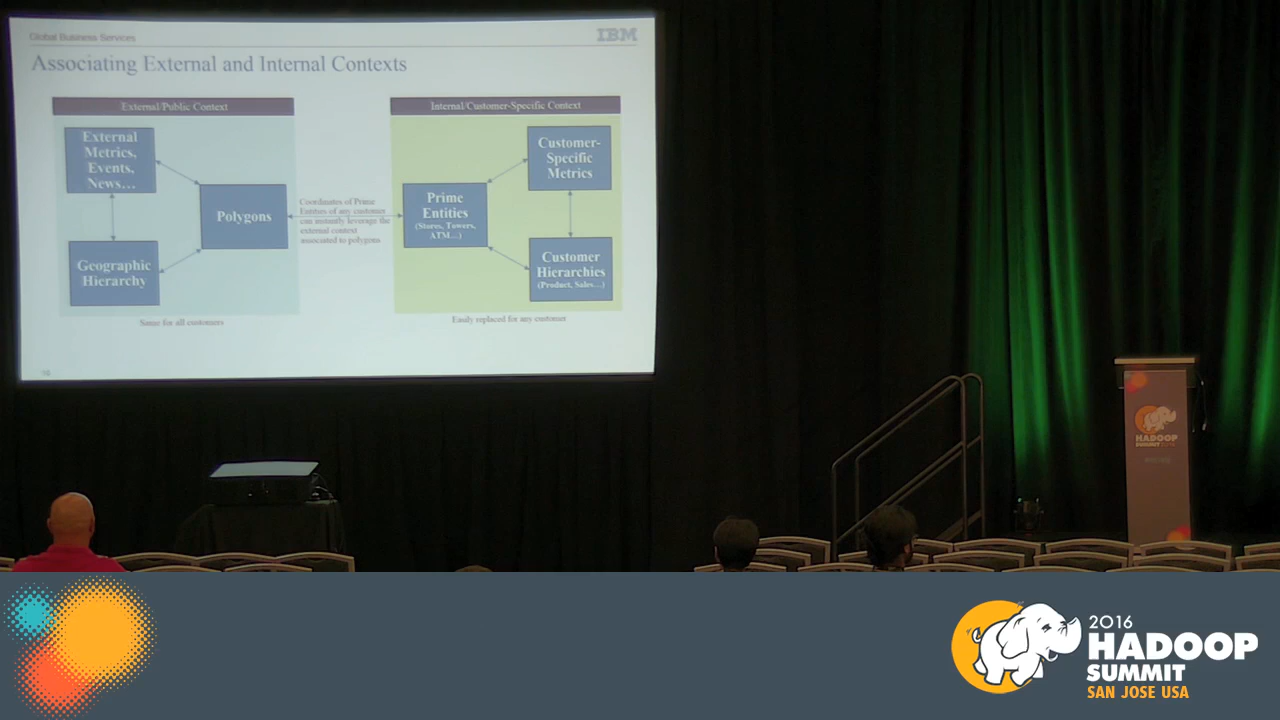 Global Business Services
IBM
Associating External and Internal Contexts
External/Public Context
Internal/Customer-Specific Context
External
Metrics,
Events,
News...
Polygons
Geographic
Hierarchy
Same for all customers
Coordinates of Prime
Entities of any customer
can instantly leverage the
external context
associated to polygons
Prime
Entities
(Stores, Towers,
ATM...)
Customer-
Specific
Metrics
Customer
Hierarchies
(Product, Sales...)
Easily replaced for any customer
HADOOP
SUMMIT
2016
HADOOP
SUMMIT
SAN JOSE USA